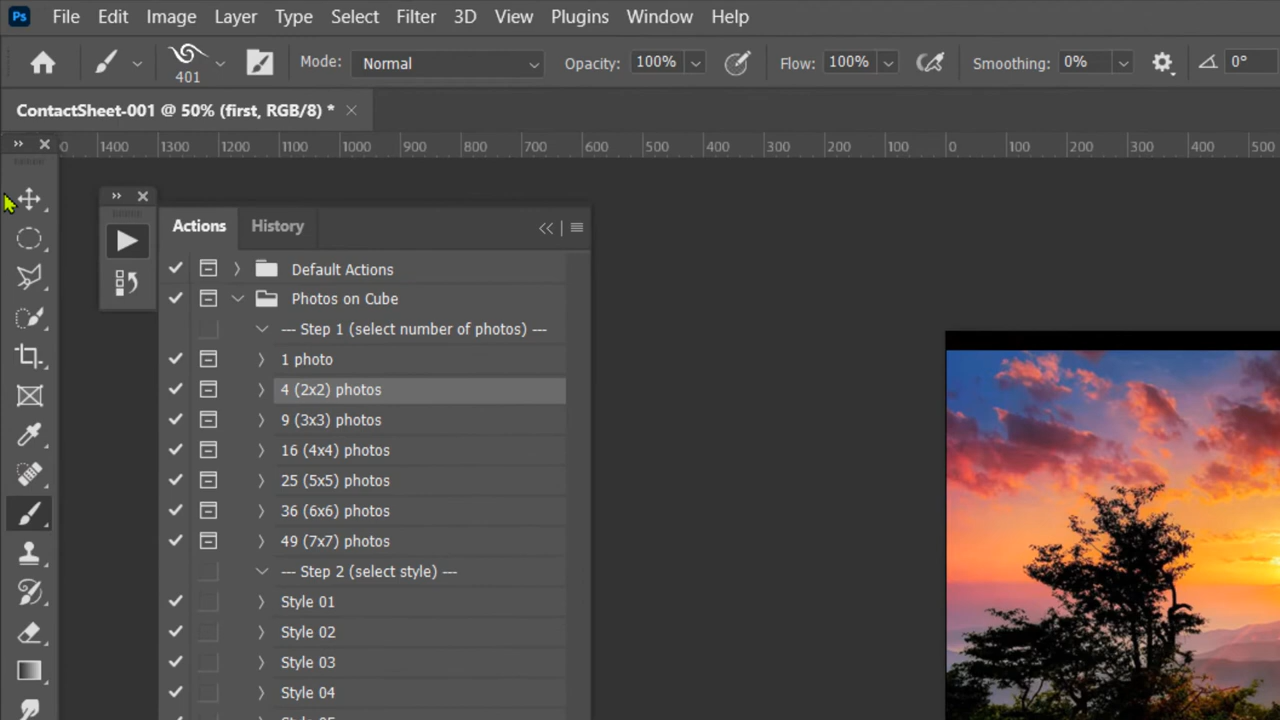 Ps File Edit Image Layer Type Select Filter 3D View Plugins Window Help
401 Mode: Normal Opacity: 100% Flow: 100% Smoothing: 0% 0°
ContactSheet-001 @ 50% (first, RGB/8) *
1400 1300 1200 1100 1000 900 800 700 600 500 400 300 200 100 0 100 200 300 400 500
Actions History
Default Actions
Photos on Cube
--- Step 1 (select number of photos) ---
1 photo
4 (2x2) photos
9 (3x3) photos
16 (4x4) photos
25 (5x5) photos
36 (6x6) photos
49 (7x7) photos
--- Step 2 (select style) ---
Style 01
Style 02
Style 03
Style 04